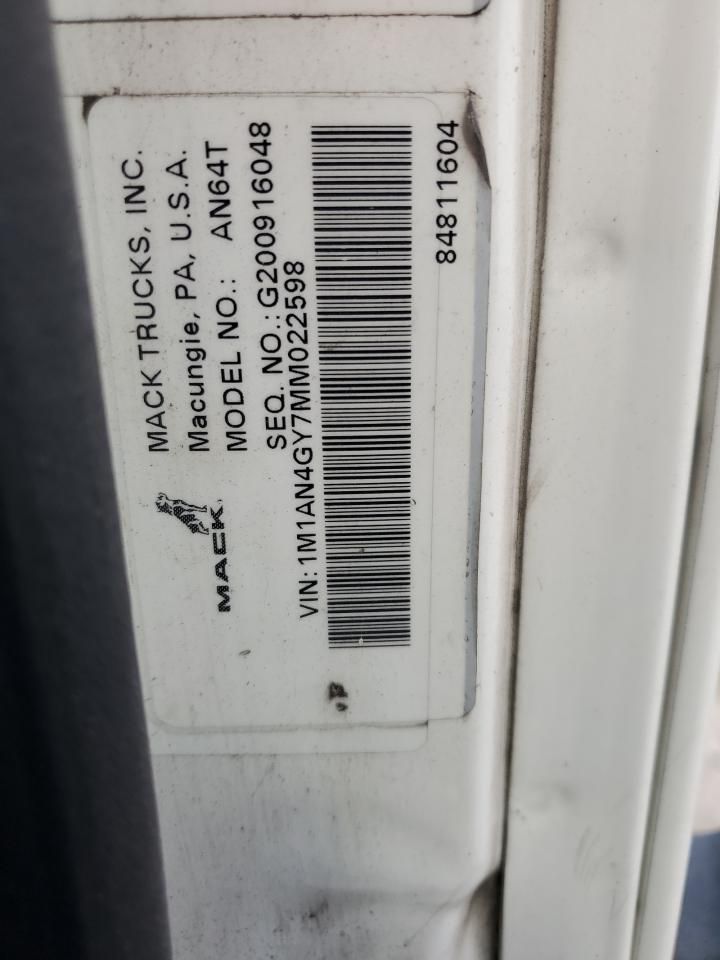 MACK TRUCKS, INC.
Macungie, PA, U.S.A.
MODEL NO.: AN64T
SEQ. NO.: G200916048
MACK
VIN: 1M1AN4GY7MM022598
84811604